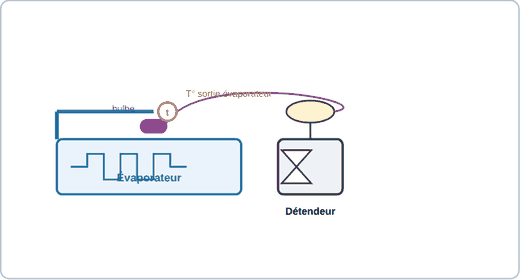 T° sortie évaporateur
bulbe
t
Évaporateur
Détendeur